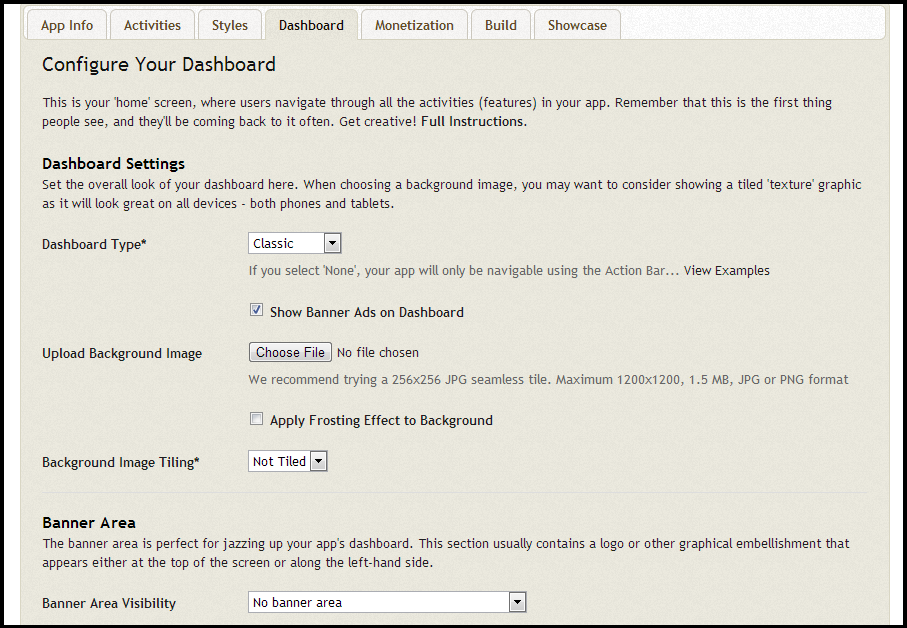 App Info Activities Styles Dashboard Monetization Build Showcase
Configure Your Dashboard
This is your 'home' screen, where users navigate through all the activities (features) in your app. Remember that this is the first thing
people see, and they'll be coming back to it often. Get creative! Full Instructions.
Dashboard Settings
Set the overall look of your dashboard here. When choosing a background image, you may want to consider showing a tiled 'texture' graphic
as it will look great on all devices - both phones and tablets.
Dashboard Type* Classic
If you select 'None', your app will only be navigable using the Action Bar... View Examples
Show Banner Ads on Dashboard
Upload Background Image Choose File No file chosen
We recommend trying a 256x256 JPG seamless tile. Maximum 1200x1200, 1.5 MB, JPG or PNG format
Apply Frosting Effect to Background
Background Image Tiling* Not Tiled
Banner Area
The banner area is perfect for jazzing up your app's dashboard. This section usually contains a logo or other graphical embellishment that
appears either at the top of the screen or along the left-hand side.
Banner Area Visibility No banner area